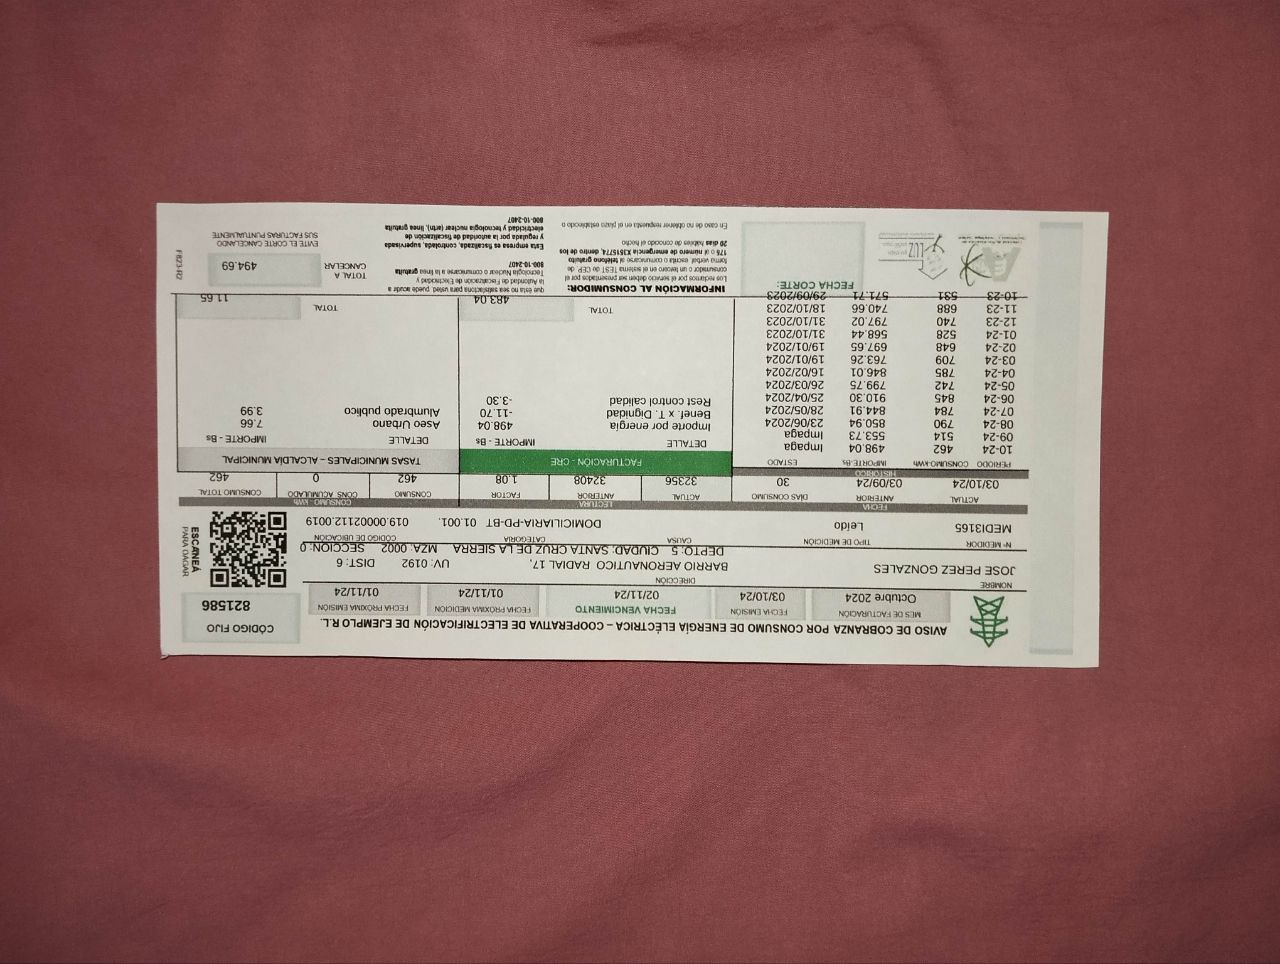 AVISO DE COBRANZA POR CONSUMO DE ENERGÍA ELÉCTRICA – COOPERATIVA DE ELECTRIFICACIÓN DE EJEMPLO R.L.
CÓDIGO FIJO
821586
MES DE FACTURACIÓN
Octubre 2024
FECHA EMISIÓN
03/10/24
FECHA VENCIMIENTO
02/11/24
FECHA PRÓXIMA MEDICIÓN
01/11/24
FECHA PRÓXIMA EMISIÓN
01/11/24
NOMBRE
JOSE PEREZ GONZALES
DIRECCIÓN
BARRIO AERONAUTICO RADIAL 17, UV: 0192 DIST: 6
DEPTO: 5 CIUDAD: SANTA CRUZ DE LA SIERRA MZA: 0002 SECCION: 0
ESCANEÁ
PARA PAGAR
Nº MEDIDOR TIPO DE MEDICIÓN CAUSA CATEGORÍA CÓDIGO DE UBICACIÓN
MEDI3165 Leído DOMICILIARIA-PD-BT 01.001. 019.00002112.0019
FECHA LECTURA CONSUMO - kWh
ACTUAL ANTERIOR DÍAS CONSUMO ACTUAL ANTERIOR FACTOR CONSUMO CONS ACUMULADO CONSUMO TOTAL
03/10/24 03/09/24 30 32356 32408 1.08 462 0 462
HISTÓRICO
PERIODO CONSUMO-kWH IMPORTE-Bs ESTADO
10-24 462 498.04 Impaga
09-24 514 553.73 Impaga
08-24 790 850.94 23/06/2024
07-24 784 844.91 28/05/2024
06-24 845 910.30 25/04/2024
05-24 742 799.75 26/03/2024
04-24 785 846.01 16/02/2024
03-24 709 763.26 19/01/2024
02-24 648 697.65 19/01/2024
01-24 528 568.44 31/10/2023
12-23 740 797.02 31/10/2023
11-23 688 740.66 18/10/2023
10-23 531 571.71 29/09/2023
FACTURACIÓN - CRE
DETALLE IMPORTE - Bs
Importe por energía 498.04
Benef. x T. Dignidad -11.70
Rest control calidad -3.30
TOTAL 483.04
TASAS MUNICIPALES – ALCALDÍA MUNICIPAL
DETALLE IMPORTE - Bs
Aseo Urbano 7.66
Alumbrado publico 3.99
TOTAL 11.65
LUZ
FECHA CORTE:
INFORMACIÓN AL CONSUMIDOR:
Los reclamos por el servicio deben ser presentados por el
consumidor o un tercero en el sistema TEST de CEP, de
forma verbal, escrita o comunicarse al teléfono gratuito
176 o al número de emergencia X3515774, dentro de los
20 días hábiles de conocido el hecho
En caso de no obtener respuesta en el plazo establecido o
que ésta no sea satisfactoria para usted, puede acudir a
la Autoridad de Fiscalización de Electricidad y
Tecnología Nuclear o comunicarse a la línea gratuita
800-10-2407
Esta empresa es fiscalizada, controlada, supervisada
y regulada por la autoridad de fiscalización de
electricidad y tecnología nuclear (aetn), línea gratuita
800-10-2407
TOTAL A
CANCELAR
494.69
EVITE EL CORTE CANCELANDO
SUS FACTURAS PUNTUALMENTE
F 823-R2